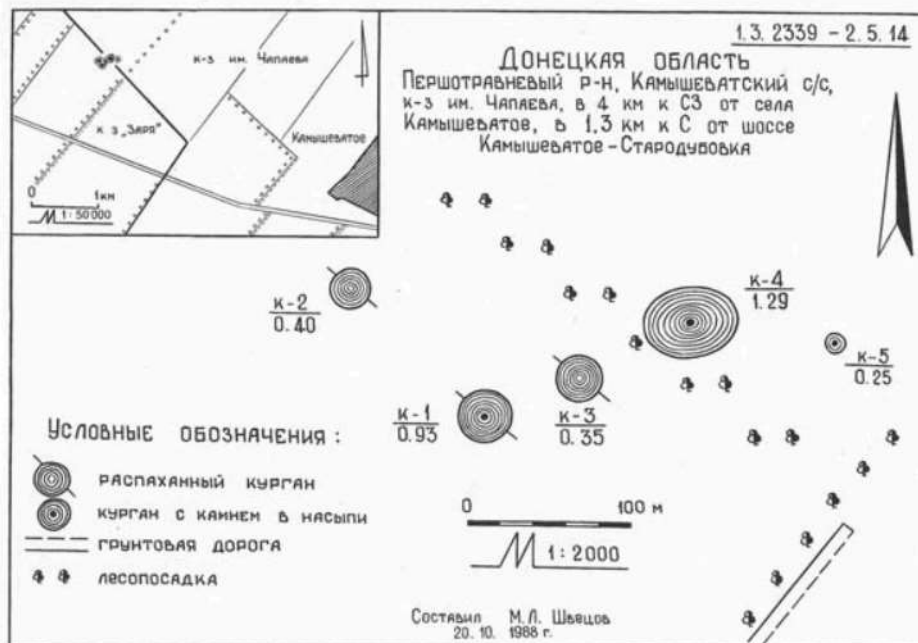 1.3.2339 – 2.5.14
Донецкая область
Першотравневый р-н, Камышеватский с/с,
к-з им. Чапаева, в 4 км к СЗ от села
Камышеватое, в 1,3 км к С от шоссе
Камышеватое – Стародубовка
к-з им. Чапаева
к з „Заря"
Камышеватое
0 1км
1:50000
к-2
0.40
к-4
1.29
к-5
0.25
к-1
0.93
к-3
0.35
Условные обозначения:
распаханный курган
курган с камнем в насыпи
грунтовая дорога
лесопосадка
0 100 м
1:2000
Составил М.Л. Швецов
20.10. 1988 г.